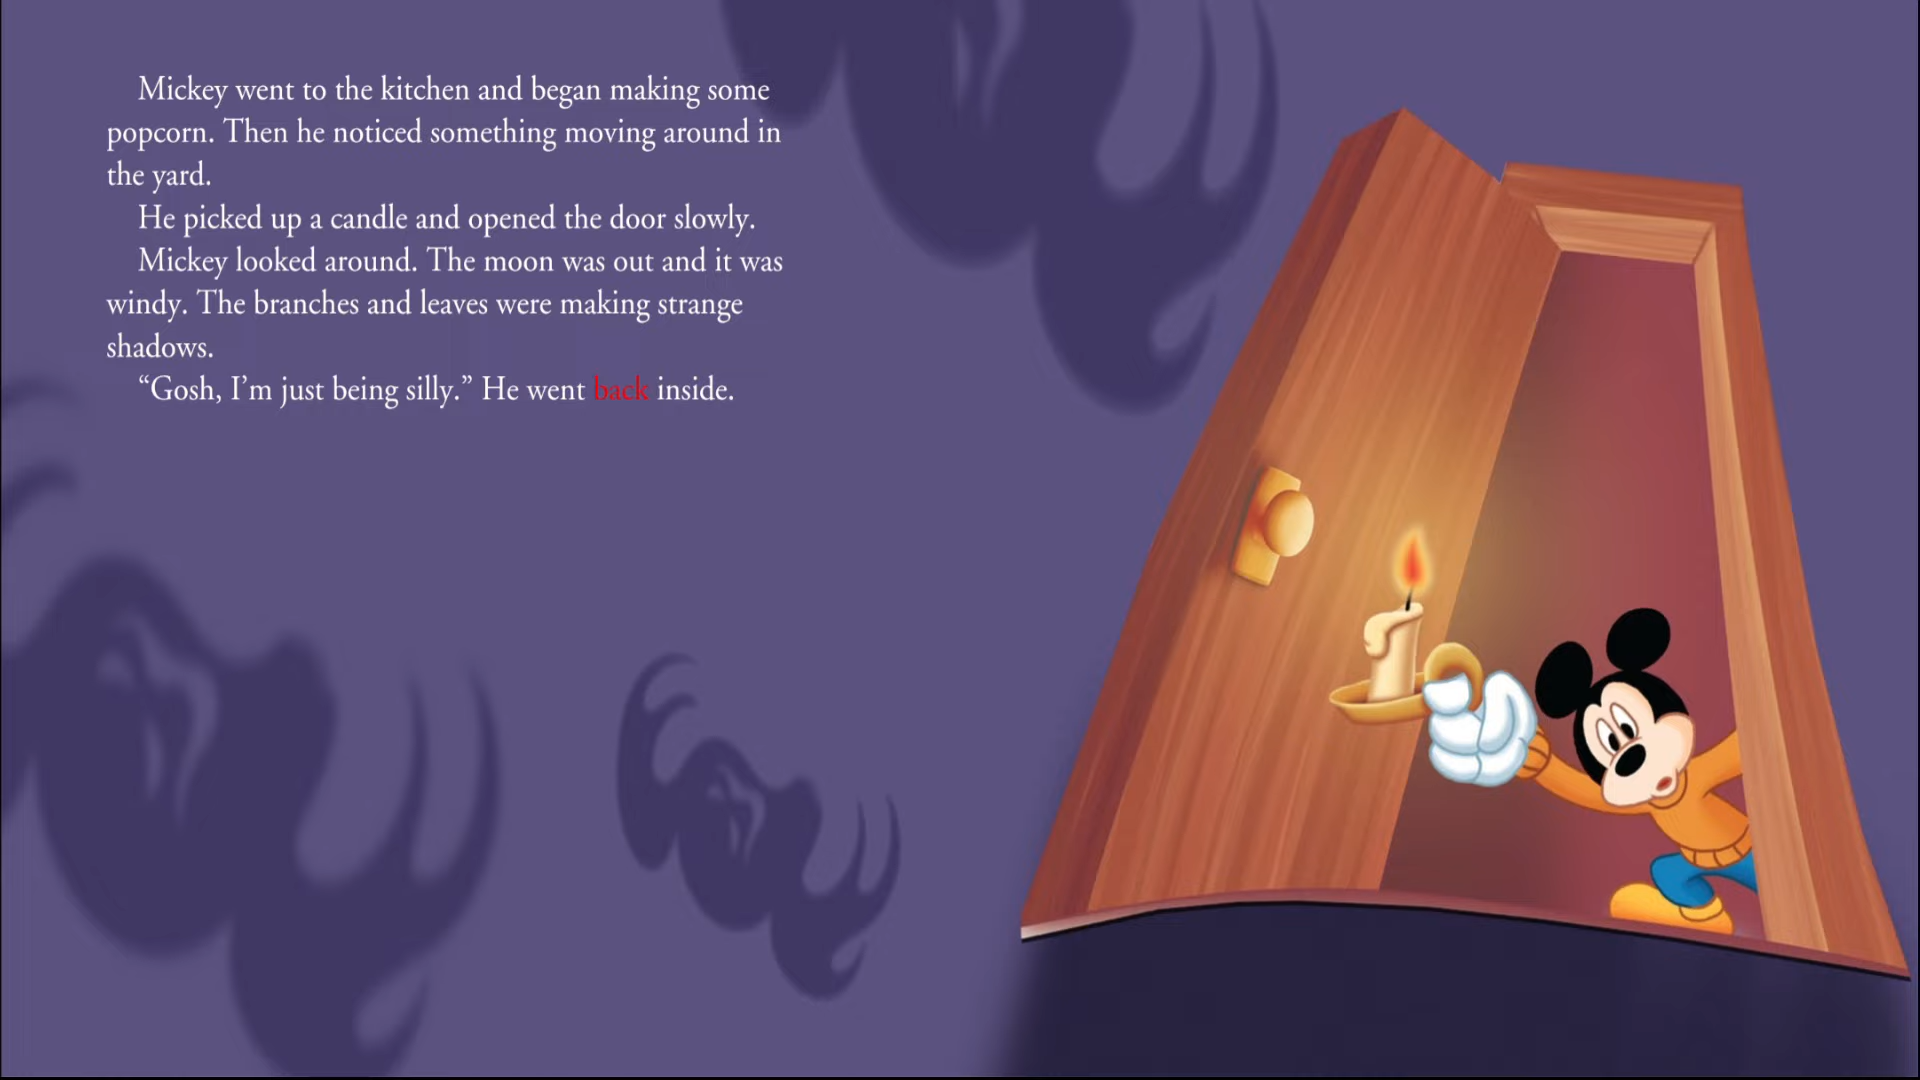 Mickey went to the kitchen and began making some
popcorn. Then he noticed something moving around in
the yard.
He picked up a candle and opened the door slowly.
Mickey looked around. The moon was out and it was
windy. The branches and leaves were making strange
shadows.
“Gosh, I’m just being silly.” He went back inside.